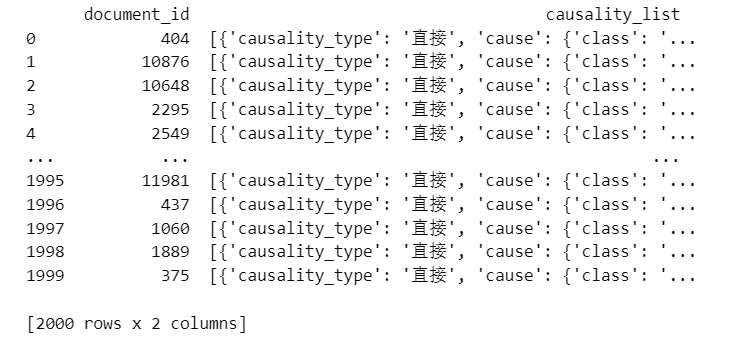 document_id causality_list
0 404 [{'causality_type': '直接', 'cause': {'class': '...
1 10876 [{'causality_type': '直接', 'cause': {'class': '...
2 10648 [{'causality_type': '直接', 'cause': {'class': '...
3 2295 [{'causality_type': '直接', 'cause': {'class': '...
4 2549 [{'causality_type': '直接', 'cause': {'class': '...
... ... ...
1995 11981 [{'causality_type': '直接', 'cause': {'class': '...
1996 437 [{'causality_type': '直接', 'cause': {'class': '...
1997 1060 [{'causality_type': '直接', 'cause': {'class': '...
1998 1889 [{'causality_type': '直接', 'cause': {'class': '...
1999 375 [{'causality_type': '直接', 'cause': {'class': '...
[2000 rows x 2 columns]